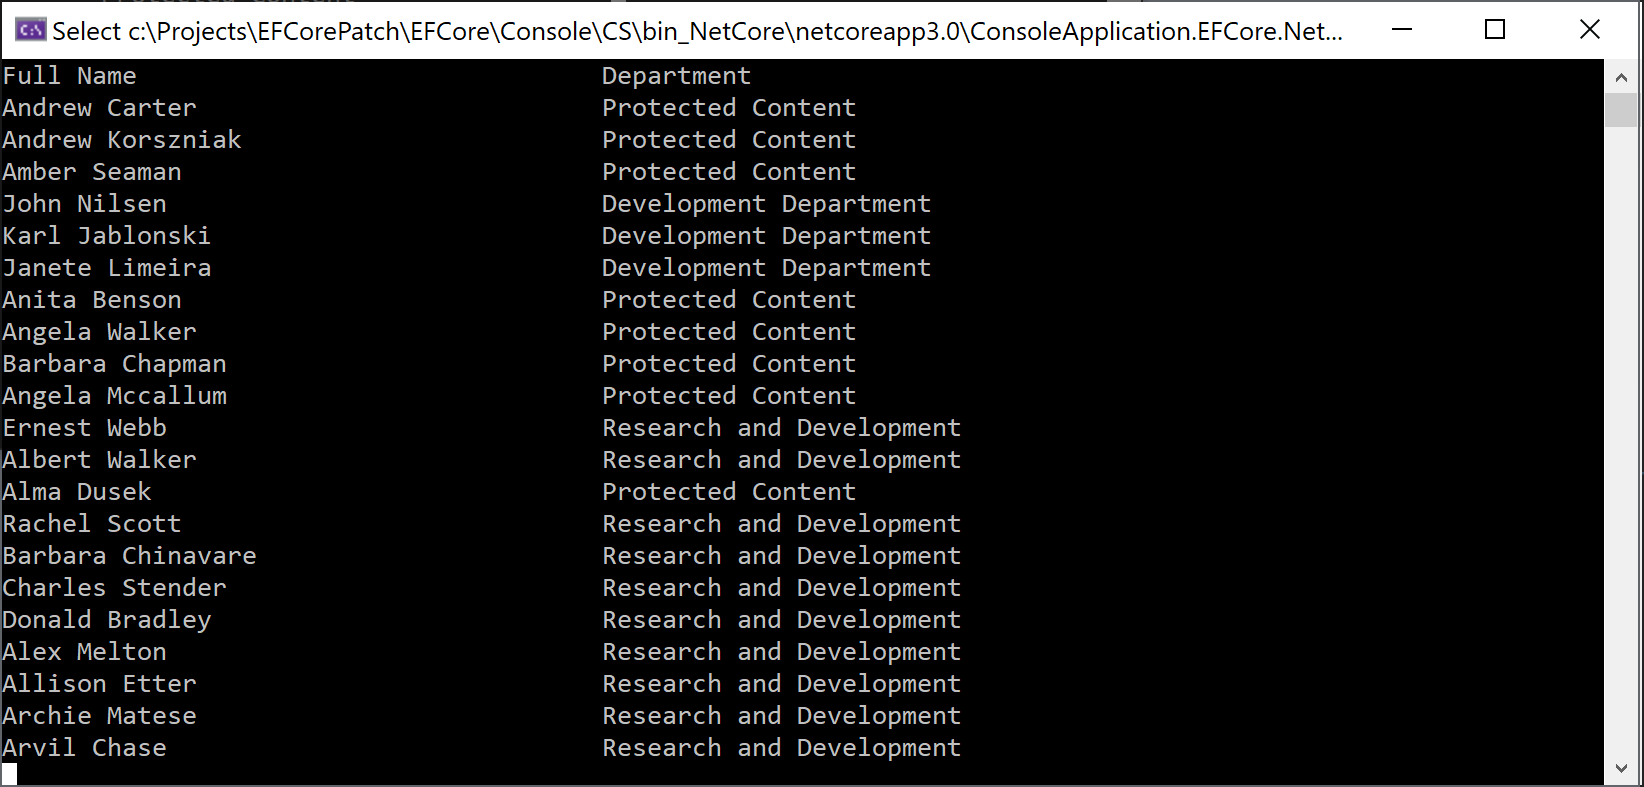 Select c:\Projects\EFCorePatch\EFCore\Console\CS\bin_NetCore\netcoreapp3.0\ConsoleApplication.EFCore.Net...
Full Name Department
Andrew Carter Protected Content
Andrew Korszniak Protected Content
Amber Seaman Protected Content
John Nilsen Development Department
Karl Jablonski Development Department
Janete Limeira Development Department
Anita Benson Protected Content
Angela Walker Protected Content
Barbara Chapman Protected Content
Angela Mccallum Protected Content
Ernest Webb Research and Development
Albert Walker Research and Development
Alma Dusek Protected Content
Rachel Scott Research and Development
Barbara Chinavare Research and Development
Charles Stender Research and Development
Donald Bradley Research and Development
Alex Melton Research and Development
Allison Etter Research and Development
Archie Matese Research and Development
Arvil Chase Research and Development